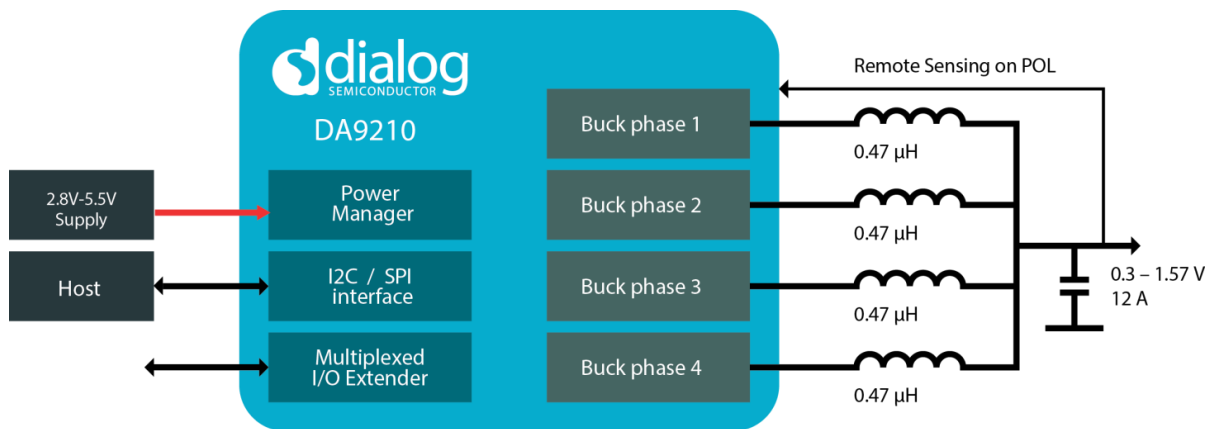 dialog
SEMICONDUCTOR
DA9210
2.8V-5.5V
Supply
Host
Power
Manager
I2C / SPI
interface
Multiplexed
I/O Extender
Buck phase 1
Buck phase 2
Buck phase 3
Buck phase 4
Remote Sensing on POL
0.47 µH
0.47 µH
0.47 µH
0.47 µH
0.3 – 1.57 V
12 A